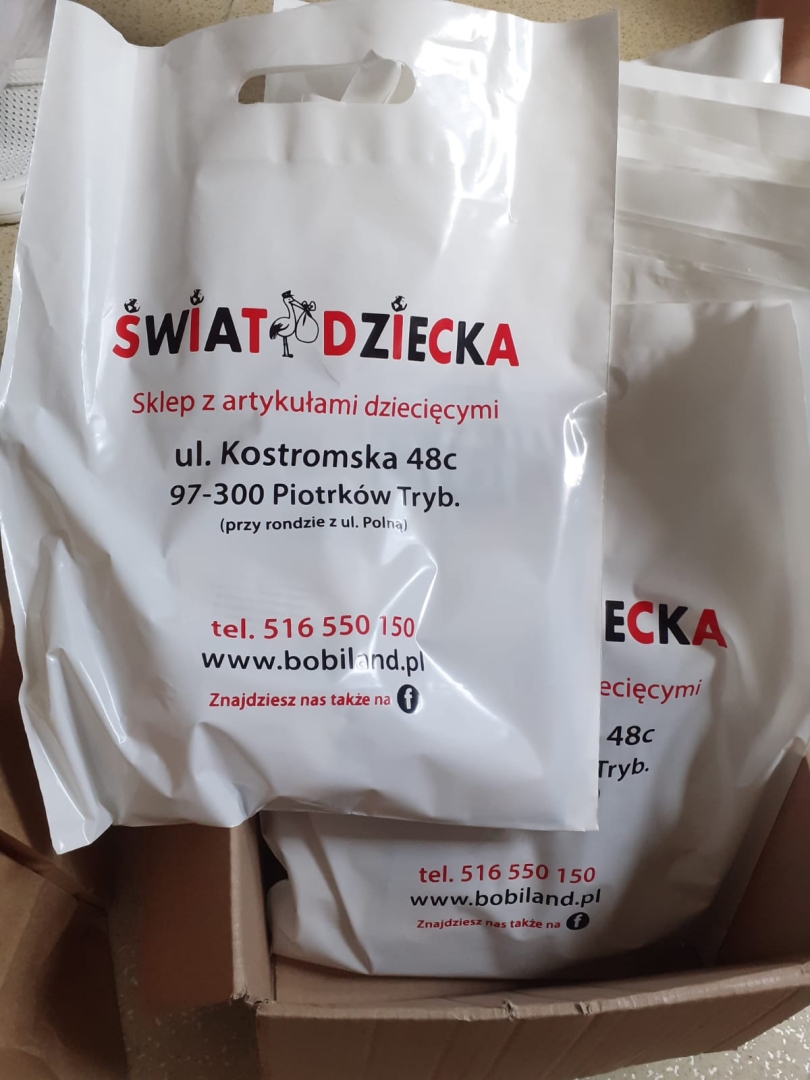 ŚWIAT DZIECKA
Sklep z artykułami dziecięcymi
ul. Kostromska 48c
97-300 Piotrków Tryb.
(przy rondzie z ul. Polną)
tel. 516 550 150
www.bobiland.pl
Znajdziesz nas także na f
ECKA
ecięcymi
48c
Tryb.
tel. 516 550 150
www.bobiland.pl
Znajdziesz nas także na f